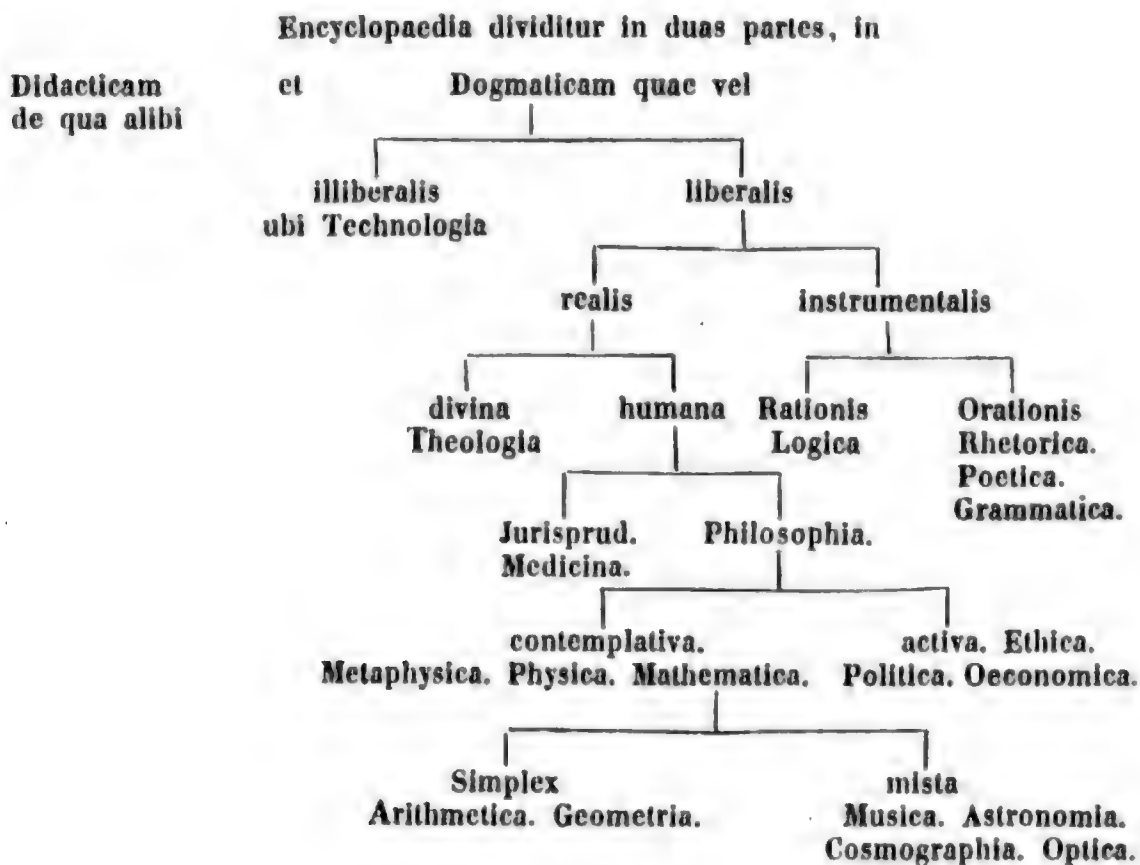 Encyclopaedia dividitur in duas partes, in
Didacticam et Dogmaticam quae vel
de qua alibi
illiberalis liberalis
ubi Technologia
realis instrumentalis
divina humana Rationis Orationis
Theologia Logica Rhetorica.
Poetica.
Grammatica.
Jurisprud. Philosophia.
Medicina.
contemplativa. activa. Ethica.
Metaphysica. Physica. Mathematica. Politica. Oeconomica.
Simplex mista
Arithmetica. Geometria. Musica. Astronomia.
Cosmographia. Optica.